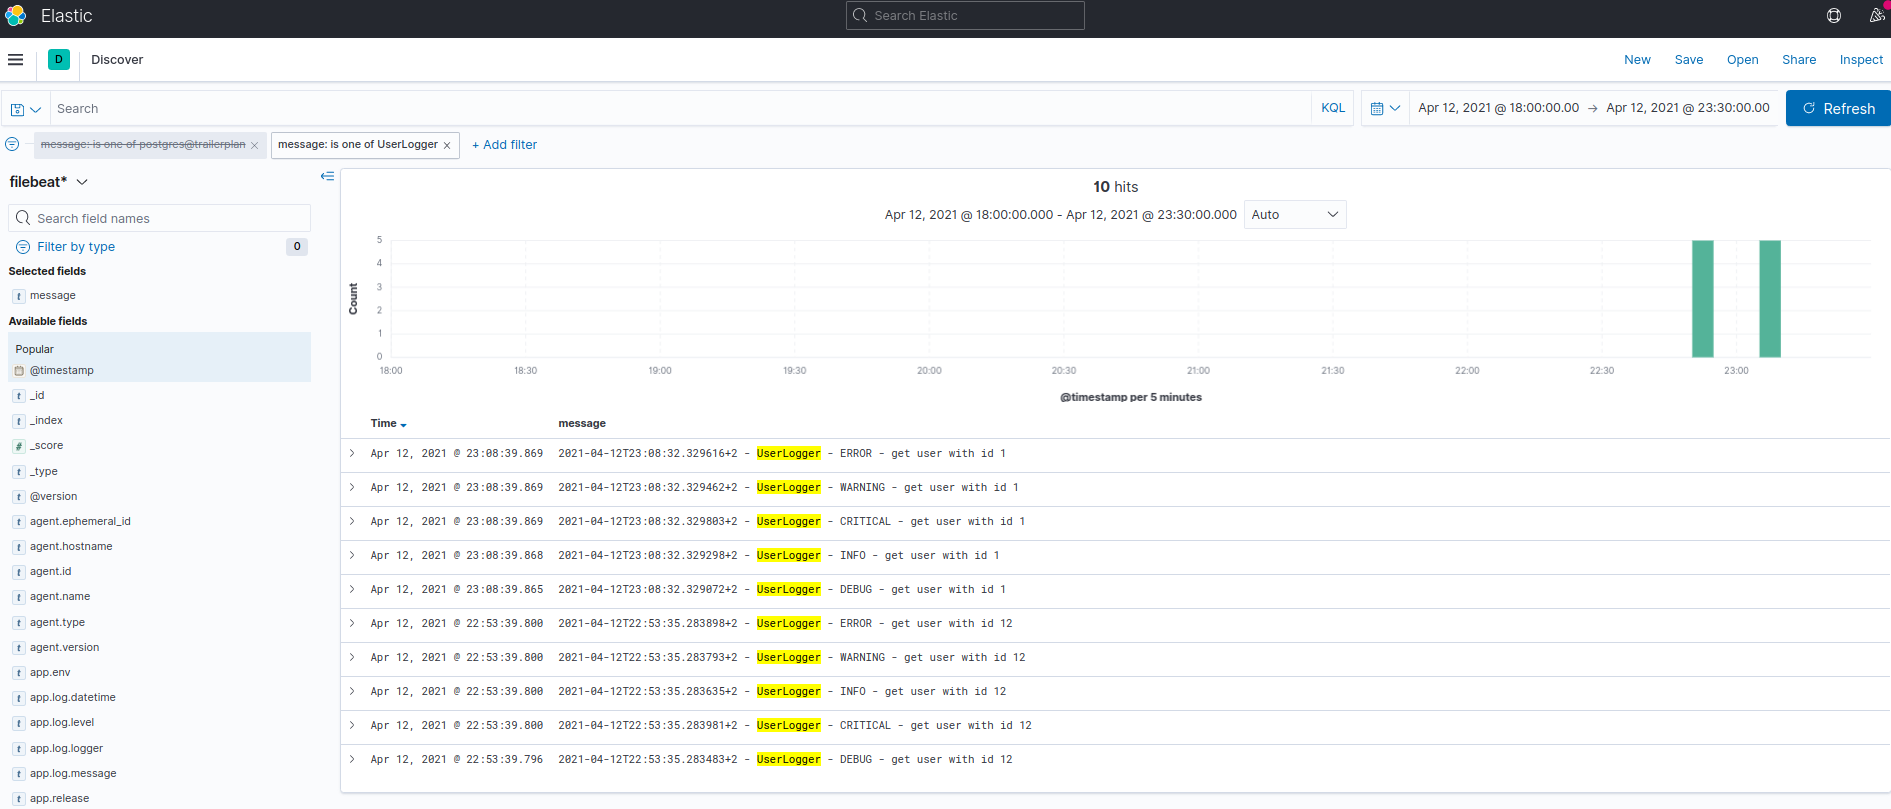 Elastic
Search Elastic
D
Discover
New Save Open Share Inspect
Search
KQL
Apr 12, 2021 @ 18:00:00.00 → Apr 12, 2021 @ 23:30:00.00
Refresh
message: is one of postgres@trailerplan ×
message: is one of UserLogger ×
+ Add filter
filebeat*
Search field names
Filter by type 0
Selected fields
t message
Available fields
Popular
@timestamp
t _id
t _index
# _score
t _type
t @version
t agent.ephemeral_id
t agent.hostname
t agent.id
t agent.name
t agent.type
t agent.version
t app.env
t app.log.datetime
t app.log.level
t app.log.logger
t app.log.message
t app.release
10 hits
Apr 12, 2021 @ 18:00:00.000 - Apr 12, 2021 @ 23:30:00.000 Auto
Count
5
4
3
2
1
0
18:00 18:30 19:00 19:30 20:00 20:30 21:00 21:30 22:00 22:30 23:00
@timestamp per 5 minutes
Time message
Apr 12, 2021 @ 23:08:39.869 2021-04-12T23:08:32.329616+2 - UserLogger - ERROR - get user with id 1
Apr 12, 2021 @ 23:08:39.869 2021-04-12T23:08:32.329462+2 - UserLogger - WARNING - get user with id 1
Apr 12, 2021 @ 23:08:39.869 2021-04-12T23:08:32.329803+2 - UserLogger - CRITICAL - get user with id 1
Apr 12, 2021 @ 23:08:39.868 2021-04-12T23:08:32.329298+2 - UserLogger - INFO - get user with id 1
Apr 12, 2021 @ 23:08:39.865 2021-04-12T23:08:32.329072+2 - UserLogger - DEBUG - get user with id 1
Apr 12, 2021 @ 22:53:39.800 2021-04-12T22:53:35.283898+2 - UserLogger - ERROR - get user with id 12
Apr 12, 2021 @ 22:53:39.800 2021-04-12T22:53:35.283793+2 - UserLogger - WARNING - get user with id 12
Apr 12, 2021 @ 22:53:39.800 2021-04-12T22:53:35.283635+2 - UserLogger - INFO - get user with id 12
Apr 12, 2021 @ 22:53:39.800 2021-04-12T22:53:35.283981+2 - UserLogger - CRITICAL - get user with id 12
Apr 12, 2021 @ 22:53:39.796 2021-04-12T22:53:35.283483+2 - UserLogger - DEBUG - get user with id 12